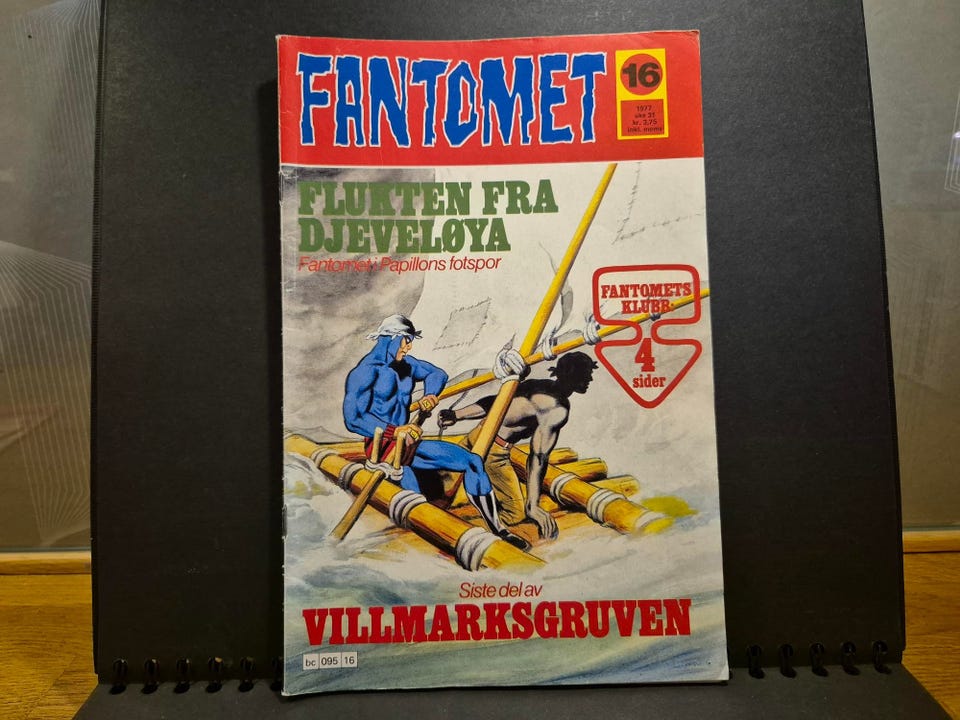 FANTOMET
16
1977
uke 31
kr. 3,75
inkl. moms
FLUKTEN FRA
DJEVELØYA
Fantomet i Papillons fotspor
FANTOMETS
KLUBB:
4
sider
Siste del av
VILLMARKSGRUVEN
bc 095 16